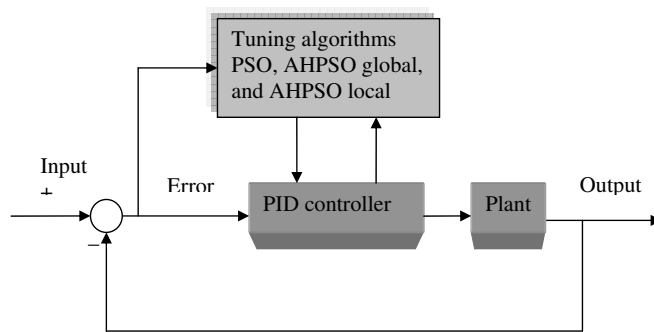 Tuning algorithms
PSO, AHPSO global,
and AHPSO local
Input
+
Error
PID controller
Plant
Output
−